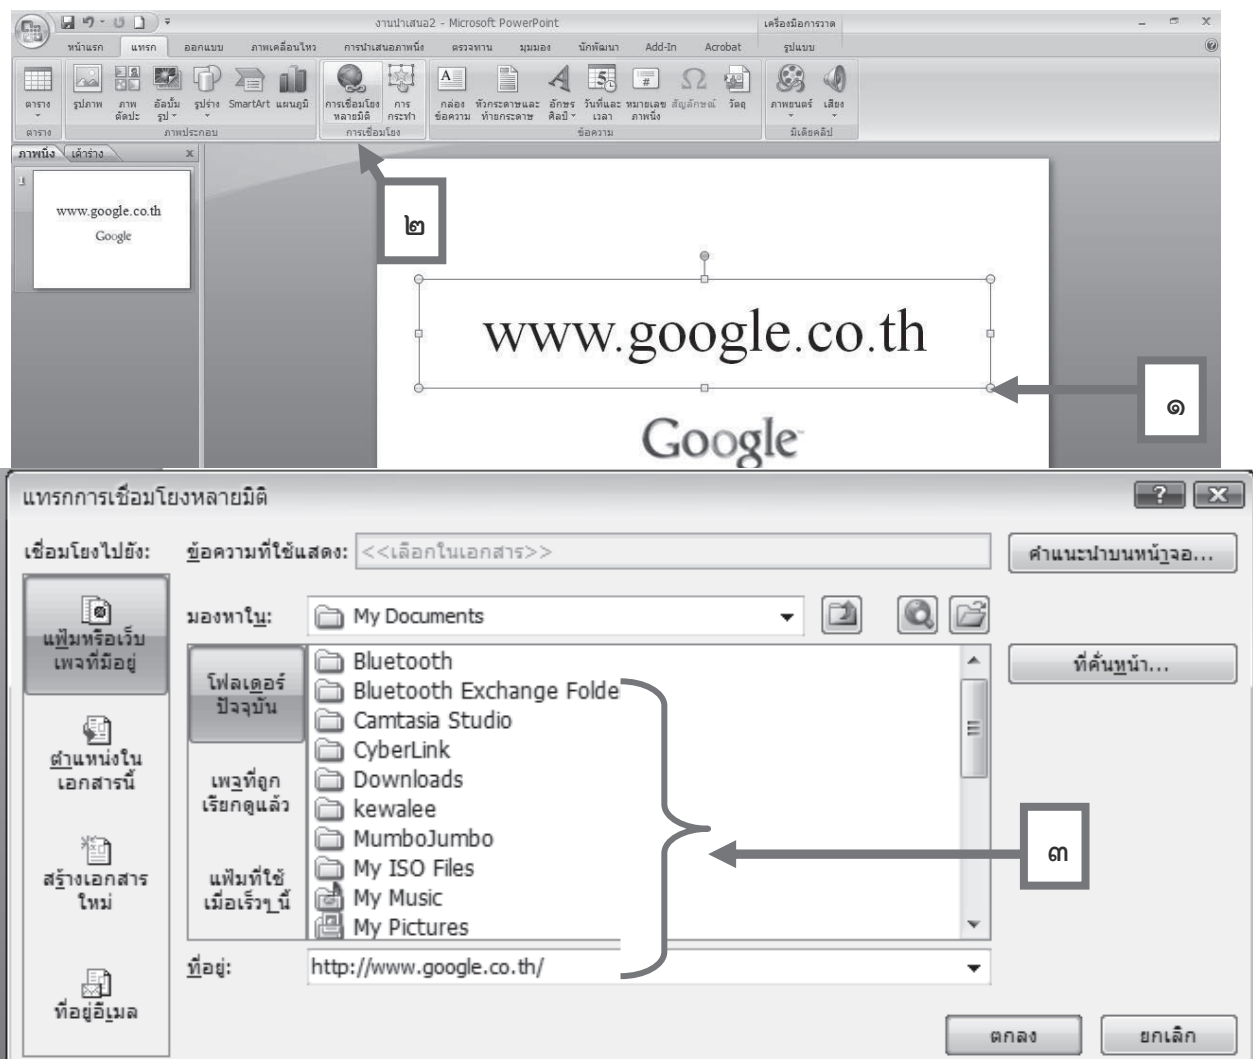 งานนำเสนอ2 - Microsoft PowerPoint
เครื่องมือการวาด
หน้าแรก แทรก ออกแบบ ภาพเคลื่อนไหว การนำเสนอภาพนิ่ง ตรวจทาน มุมมอง นักพัฒนา Add-In Acrobat รูปแบบ
ตาราง รูปภาพ ภาพตัดปะ อัลบั้มรูป รูปร่าง SmartArt แผนภูมิ การเชื่อมโยงหลายมิติ การกระทำ กล่องข้อความ หัวกระดาษและท้ายกระดาษ อักษรศิลป์ วันที่และเวลา หมายเลขภาพนิ่ง สัญลักษณ์ วัตถุ ภาพยนตร์ เสียง
ตาราง ภาพประกอบ การเชื่อมโยง ข้อความ มีเดียคลิป
ภาพนิ่ง เค้าร่าง x
1
www.google.co.th
Google
๒
www.google.co.th
๑
Google
แทรกการเชื่อมโยงหลายมิติ
เชื่อมโยงไปยัง: ข้อความที่ใช้แสดง: <<เลือกในเอกสาร>> คำแนะนำบนหน้าจอ...
แฟ้มหรือเว็บ
เพจที่มีอยู่
มองหาใน: My Documents
ที่คั่นหน้า...
โฟลเดอร์
ปัจจุบัน
Bluetooth
Bluetooth Exchange Folde
Camtasia Studio
CyberLink
Downloads
kewalee
MumboJumbo
My ISO Files
My Music
My Pictures
๓
ตำแหน่งใน
เอกสารนี้
เพจที่ถูก
เรียกดูแล้ว
สร้างเอกสาร
ใหม่
แฟ้มที่ใช้
เมื่อเร็วๆ นี้
ที่อยู่: http://www.google.co.th/
ที่อยู่อีเมล
ตกลง ยกเลิก